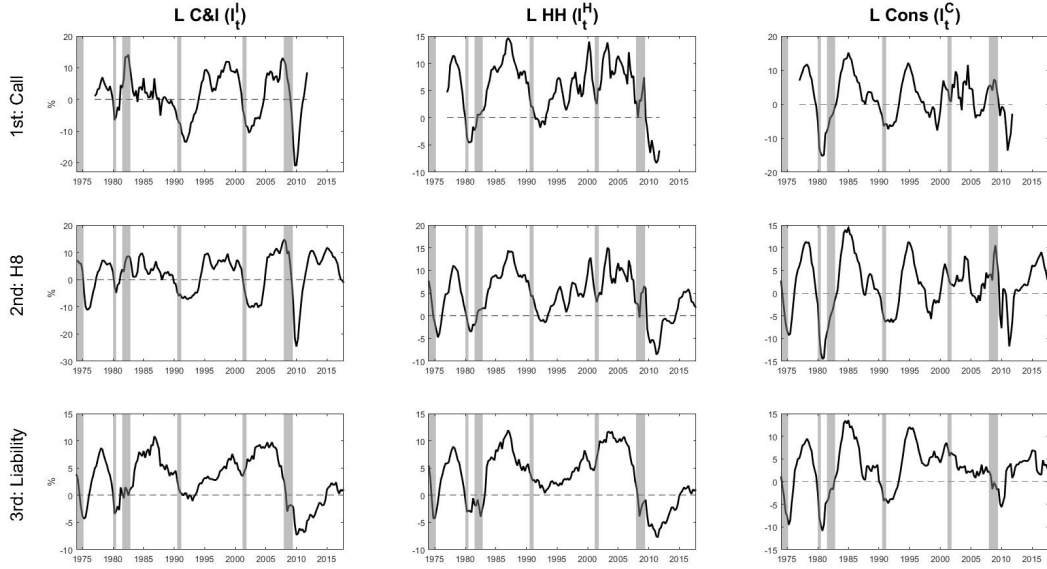 L C&I (I_t^I) L HH (I_t^H) L Cons (I_t^C)
1st: Call
%
20 10 0 -10 -20
1975 1980 1985 1990 1995 2000 2005 2010 2015
15 10 5 0 -5 -10
1975 1980 1985 1990 1995 2000 2005 2010 2015
20 10 0 -10 -20
1975 1980 1985 1990 1995 2000 2005 2010 2015
2nd: H8
%
20 10 0 -10 -20 -30
1975 1980 1985 1990 1995 2000 2005 2010 2015
20 15 10 5 0 -5 -10
1975 1980 1985 1990 1995 2000 2005 2010 2015
15 10 5 0 -5 -10 -15
1975 1980 1985 1990 1995 2000 2005 2010 2015
3rd: Liability
%
15 10 5 0 -5 -10
1975 1980 1985 1990 1995 2000 2005 2010 2015
15 10 5 0 -5 -10
1975 1980 1985 1990 1995 2000 2005 2010 2015
15 10 5 0 -5 -10 -15
1975 1980 1985 1990 1995 2000 2005 2010 2015